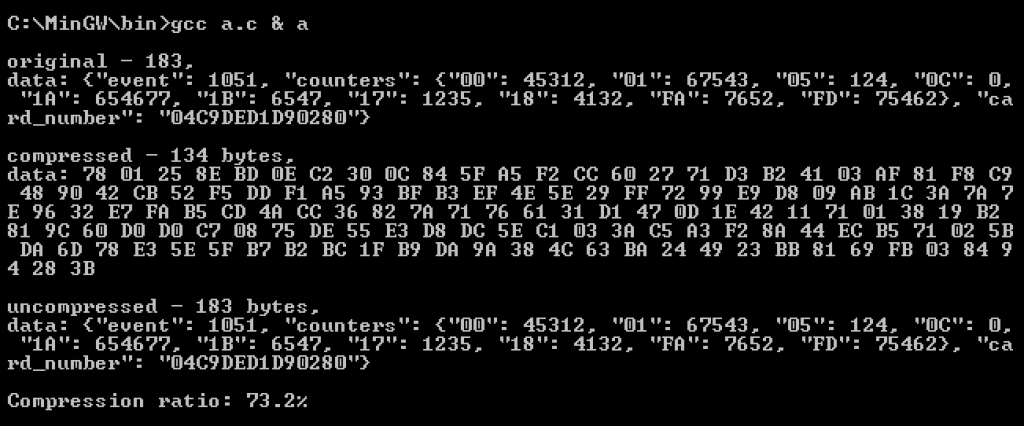 C:\MinGW\bin>gcc a.c & a
original - 183,
data: {"event": 1051, "counters": {"00": 45312, "01": 67543, "05": 124, "0C": 0,
"1A": 654677, "1B": 6547, "17": 1235, "18": 4132, "FA": 7652, "FD": 75462}, "ca
rd_number": "04C9DED1D90280"}
compressed - 134 bytes,
data: 78 01 25 8E BD 0E C2 30 0C 84 5F A5 F2 CC 60 27 71 D3 B2 41 03 AF 81 F8 C9
48 90 42 CB 52 F5 DD F1 A5 93 BF B3 EF 4E 5E 29 FF 72 99 E9 D8 09 AB 1C 3A 7A 7
E 96 32 E7 FA B5 CD 4A CC 36 82 7A 71 76 61 31 D1 47 0D 1E 42 11 71 01 38 19 B2
81 9C 60 D0 D0 C7 08 75 DE 55 E3 D8 DC 5E C1 03 3A C5 A3 F2 8A 44 EC B5 71 02 5B
DA 6D 78 E3 5E 5F B7 B2 BC 1F B9 DA 9A 38 4C 63 BA 24 49 23 BB 81 69 FB 03 84 9
4 28 3B
uncompressed - 183 bytes,
data: {"event": 1051, "counters": {"00": 45312, "01": 67543, "05": 124, "0C": 0,
"1A": 654677, "1B": 6547, "17": 1235, "18": 4132, "FA": 7652, "FD": 75462}, "ca
rd_number": "04C9DED1D90280"}
Compression ratio: 73.2%